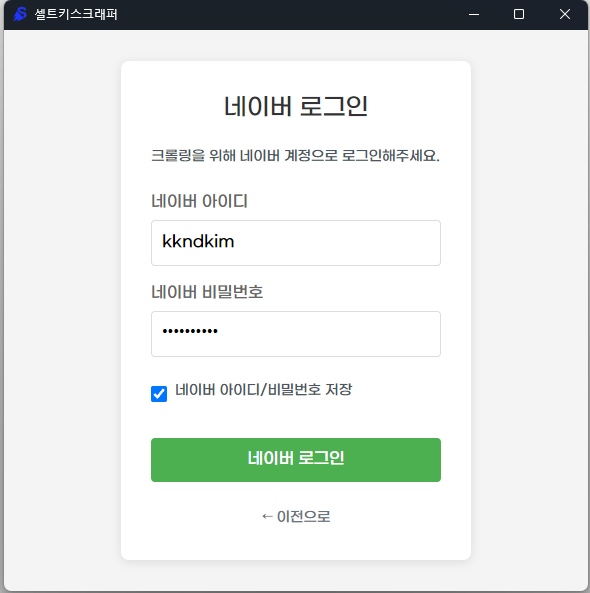 셀트키스크래퍼
네이버 로그인
크롤링을 위해 네이버 계정으로 로그인해주세요.
네이버 아이디
kkndkim
네이버 비밀번호
••••••••••
네이버 아이디/비밀번호 저장
네이버 로그인
← 이전으로